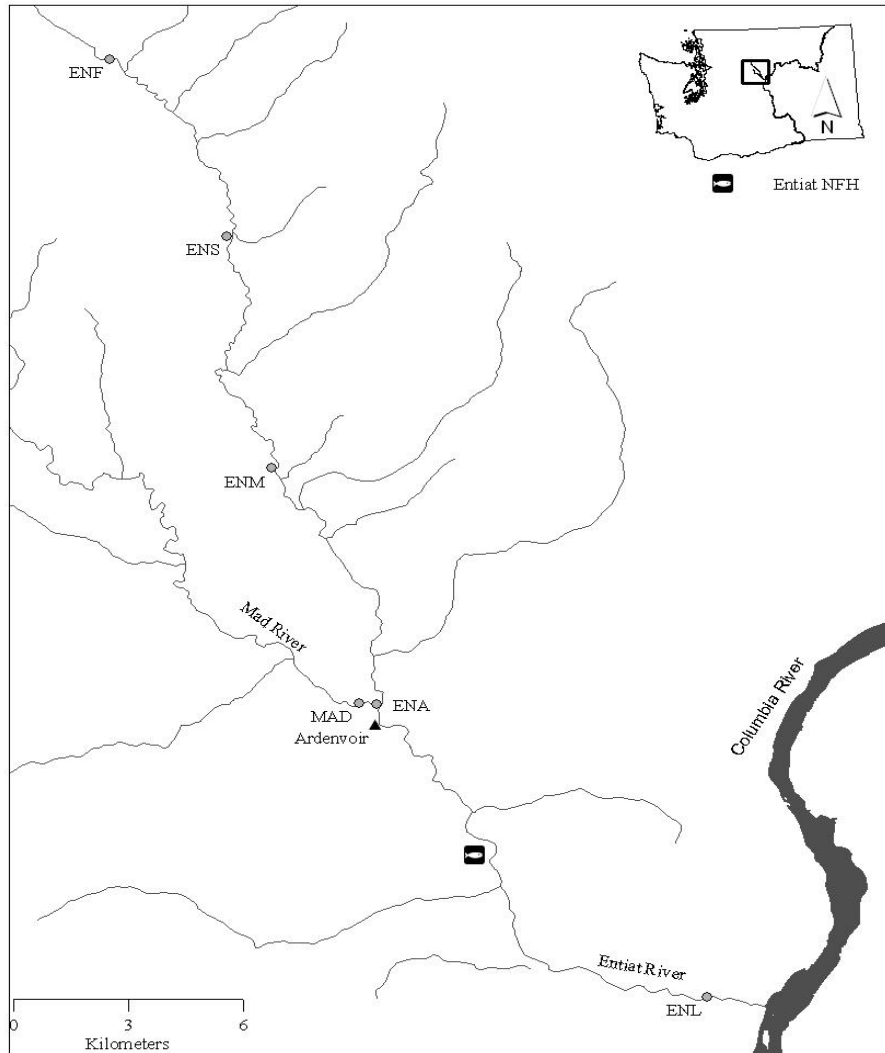 ENF
N
Entiat NFH
ENS
ENM
Mad River
MAD
ENA
Ardenvoir
Columbia River
Entiat River
ENL
0 3 6
Kilometers